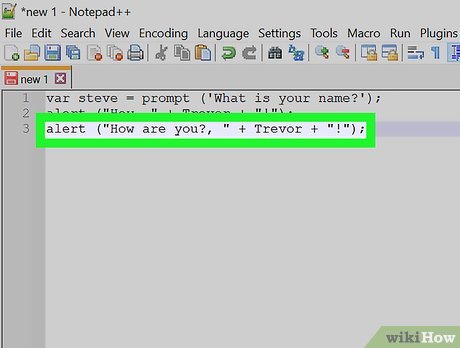 *new 1 - Notepad++
File Edit Search View Encoding Language Settings Tools Macro Run Plugins
new 1
1 var steve = prompt ('What is your name?');
2 alert ("How, " + Trevor + "!");
3 alert ("How are you?, " + Trevor + "!");
wikiHow